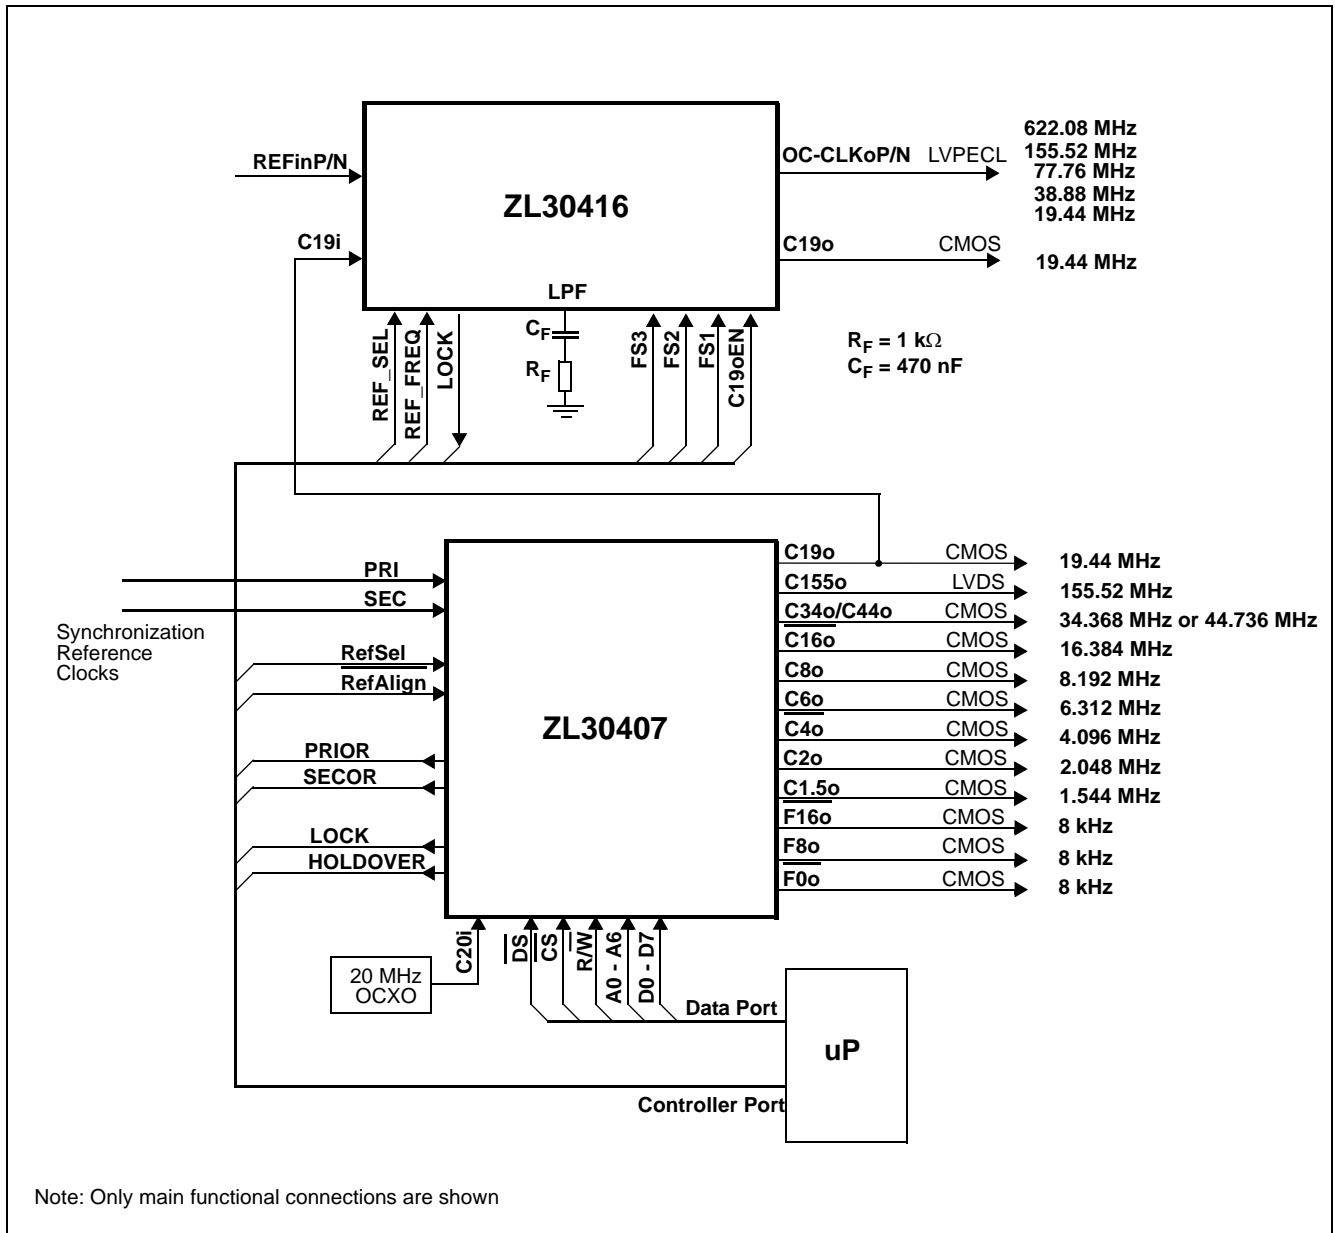 622.08 MHz
REFinP/N
OC-CLKoP/N LVPECL 155.52 MHz
77.76 MHz
ZL30416
38.88 MHz
19.44 MHz
C19i
C19o CMOS
19.44 MHz
LPF
REF_SEL
REF_FREQ
LOCK
CF
RF
FS3
FS2
FS1
C19oEN
RF = 1 kΩ
CF = 470 nF
C19o CMOS 19.44 MHz
PRI
C155o LVDS 155.52 MHz
SEC
C34o/C44o CMOS 34.368 MHz or 44.736 MHz
Synchronization
Reference
Clocks
C16o CMOS 16.384 MHz
RefSel
C8o CMOS 8.192 MHz
RefAlign
C6o CMOS 6.312 MHz
ZL30407
C4o CMOS 4.096 MHz
PRIOR
C2o CMOS 2.048 MHz
SECOR
C1.5o CMOS 1.544 MHz
F16o CMOS 8 kHz
LOCK
F8o CMOS 8 kHz
HOLDOVER
F0o CMOS 8 kHz
C20i
DS
CS
R/W
A0 - A6
D0 - D7
20 MHz
OCXO
Data Port
uP
Controller Port
Note: Only main functional connections are shown